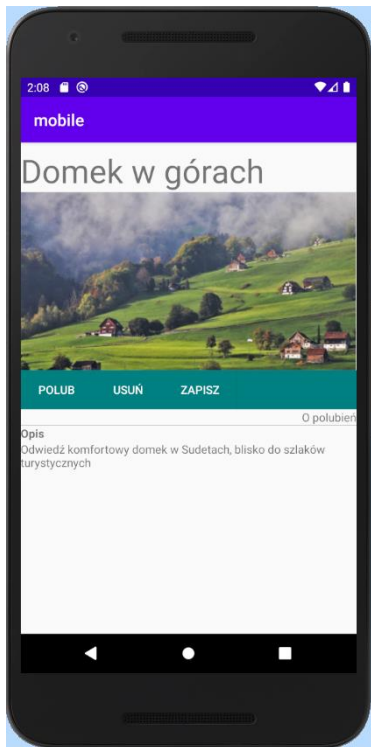 2:08
mobile
Domek w górach
POLUB USUŃ ZAPISZ
0 polubień
Opis
Odwiedź komfortowy domek w Sudetach, blisko do szlaków
turystycznych